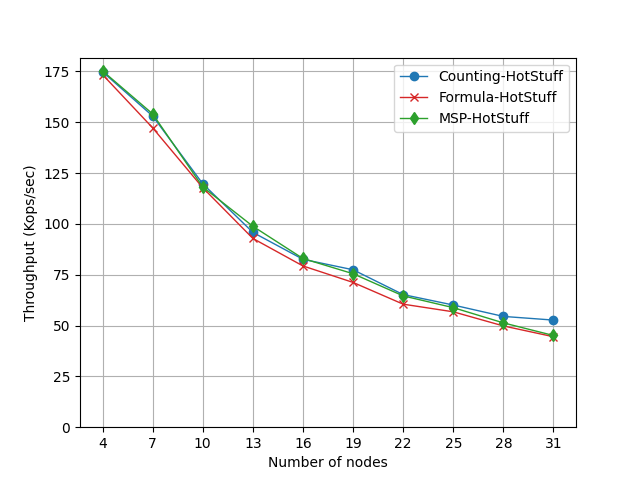 Counting-HotStuff
Formula-HotStuff
MSP-HotStuff
Throughput (Kops/sec)
175
150
125
100
75
50
25
0
4 7 10 13 16 19 22 25 28 31
Number of nodes